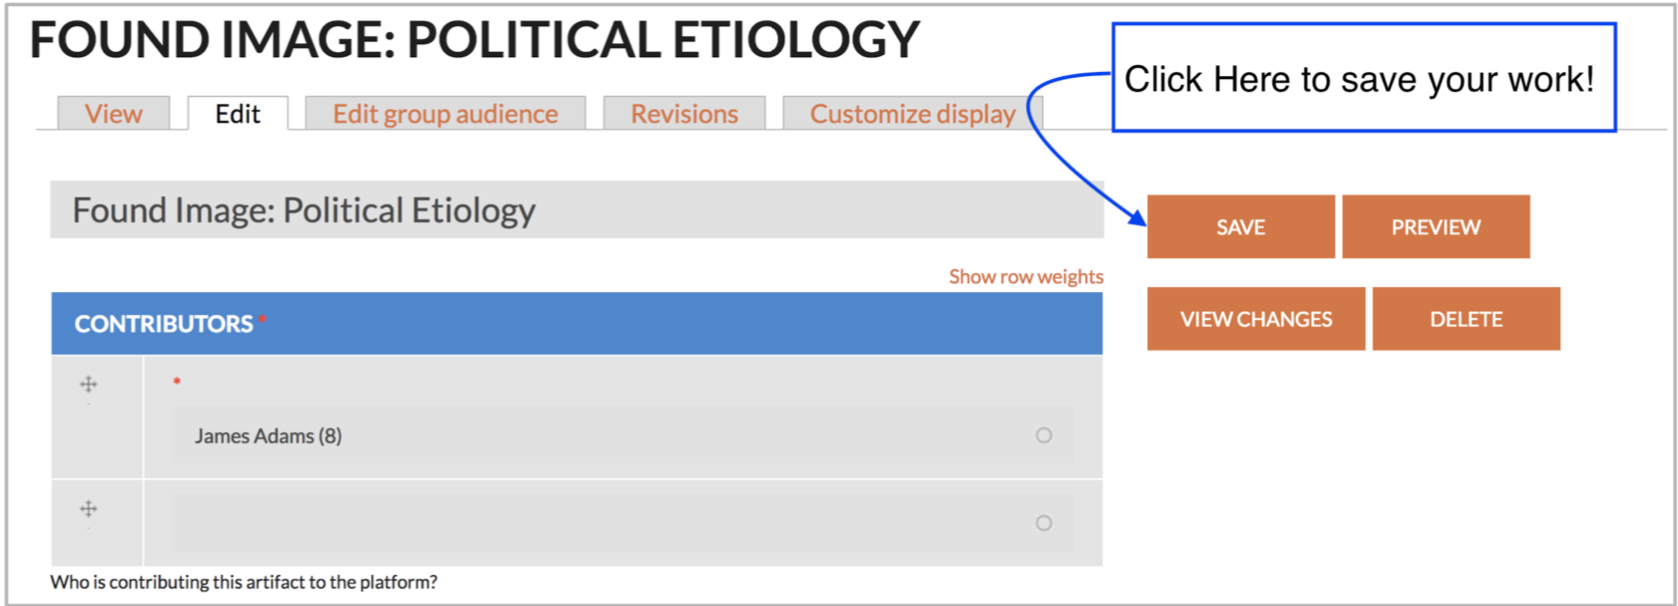 FOUND IMAGE: POLITICAL ETIOLOGY
Click Here to save your work!
View
Edit
Edit group audience
Revisions
Customize display
Found Image: Political Etiology
SAVE
PREVIEW
Show row weights
VIEW CHANGES
DELETE
CONTRIBUTORS *
*
James Adams (8)
Who is contributing this artifact to the platform?